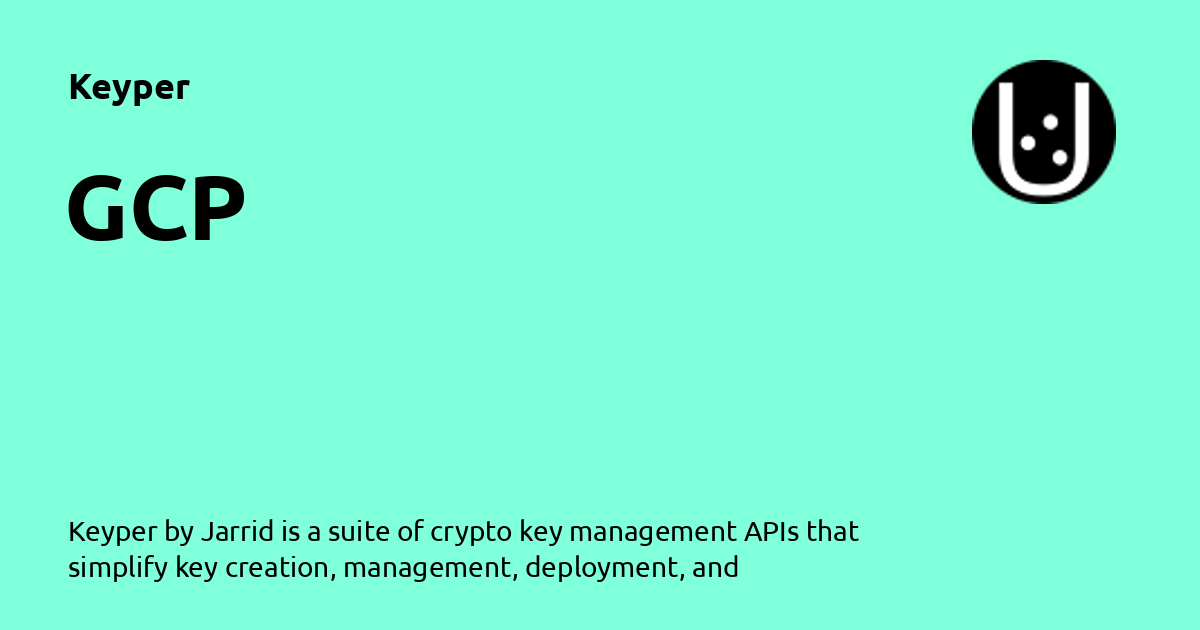 Keyper
GCP
Keyper by Jarrid is a suite of crypto key management APIs that
simplify key creation, management, deployment, and